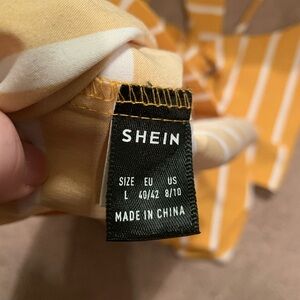 SHEIN
SIZE EU US
L 40/42 8/10
MADE IN CHINA